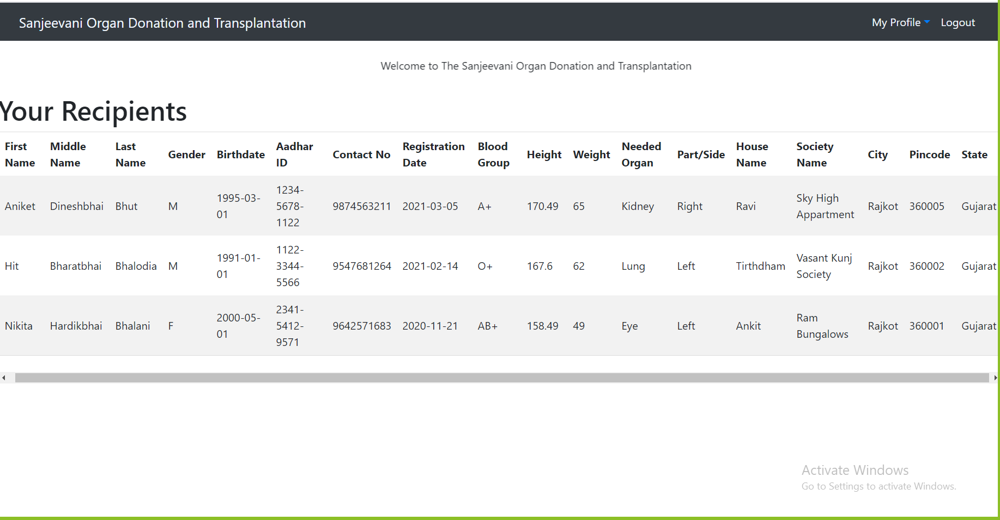 Sanjeevani Organ Donation and Transplantation My Profile Logout
Welcome to The Sanjeevani Organ Donation and Transplantation
Your Recipients
First Name Middle Name Last Name Gender Birthdate Aadhar ID Contact No Registration Date Blood Group Height Weight Needed Organ Part/Side House Name Society Name City Pincode State
Aniket Dineshbhai Bhut M 1995-03-01 1234-5678-1122 9874563211 2021-03-05 A+ 170.49 65 Kidney Right Ravi Sky High Appartment Rajkot 360005 Gujarat
Hit Bharatbhai Bhalodia M 1991-01-01 1122-3344-5566 9547681264 2021-02-14 O+ 167.6 62 Lung Left Tirthdham Vasant Kunj Society Rajkot 360002 Gujarat
Nikita Hardikbhai Bhalani F 2000-05-01 2341-5412-9571 9642571683 2020-11-21 AB+ 158.49 49 Eye Left Ankit Ram Bungalows Rajkot 360001 Gujarat
Activate Windows
Go to Settings to activate Windows.